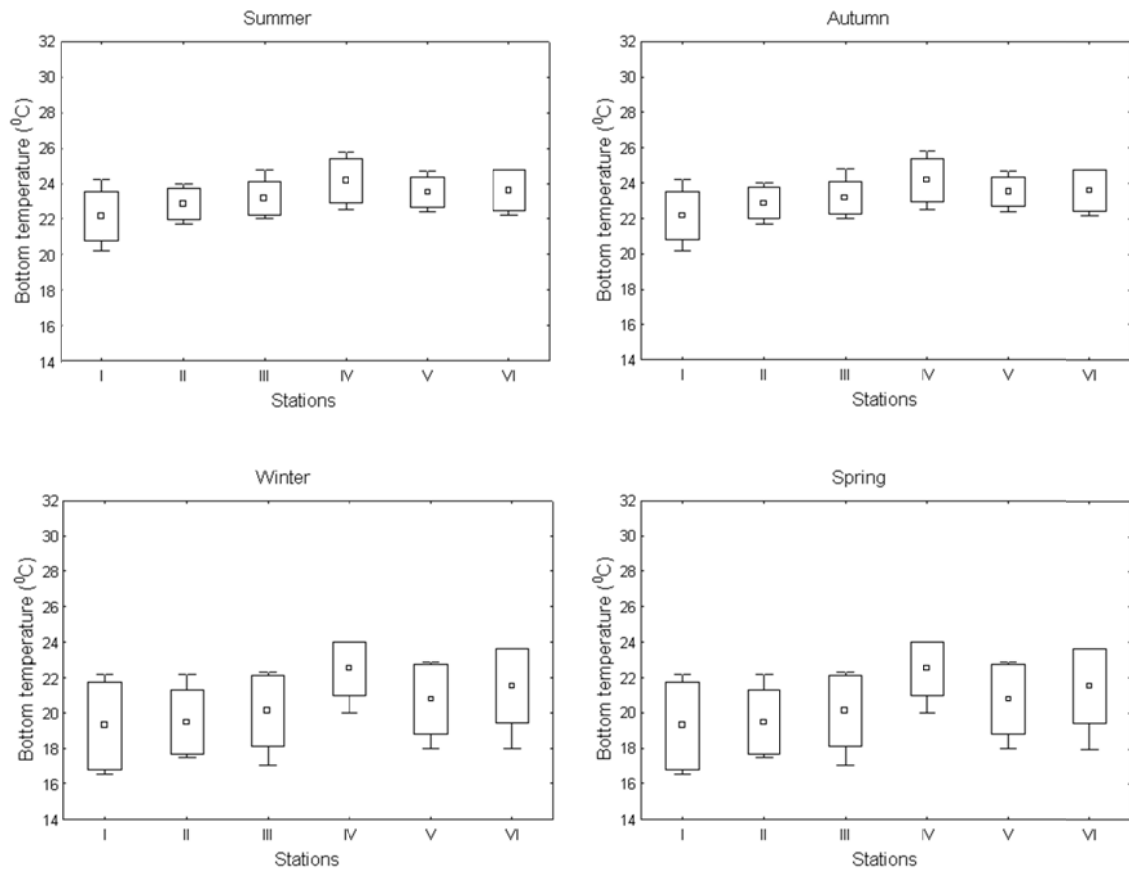 Summer
Bottom temperature (⁰C)
32
30
28
26
24
22
20
18
16
14
I II III IV V VI
Stations
Autumn
Bottom temperature (⁰C)
32
30
28
26
24
22
20
18
16
14
I II III IV V VI
Stations
Winter
Bottom temperature (⁰C)
32
30
28
26
24
22
20
18
16
14
I II III IV V VI
Stations
Spring
Bottom temperature (⁰C)
32
30
28
26
24
22
20
18
16
14
I II III IV V VI
Stations